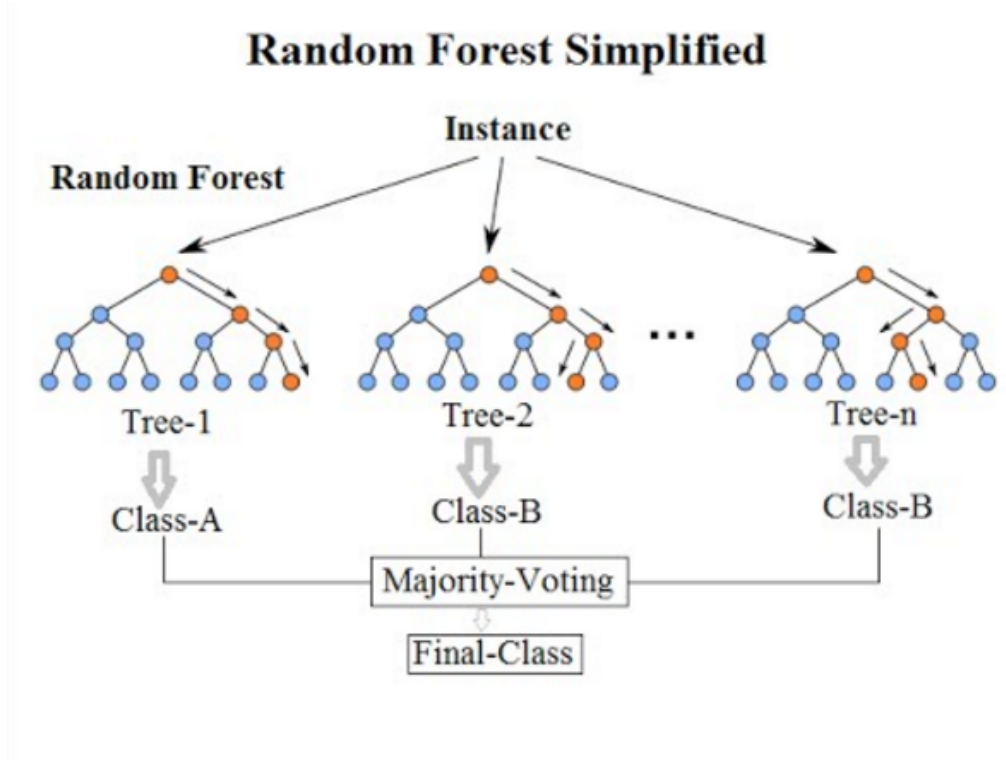 Random Forest Simplified
Instance
Random Forest
...
Tree-1
Tree-2
Tree-n
Class-A
Class-B
Class-B
Majority-Voting
Final-Class